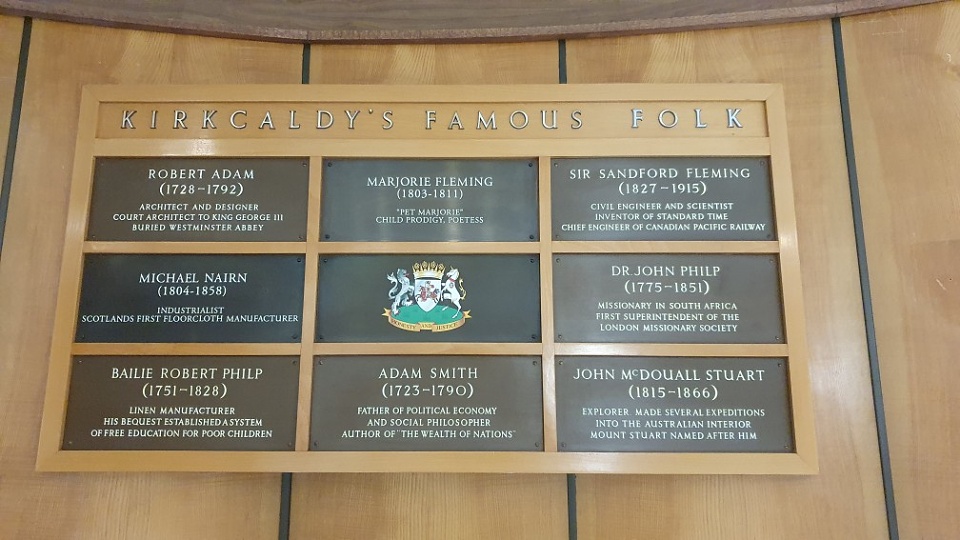 KIRKCALDY'S FAMOUS FOLK
ROBERT ADAM
(1728-1792)
ARCHITECT AND DESIGNER
COURT ARCHITECT TO KING GEORGE III
BURIED WESTMINSTER ABBEY
MARJORIE FLEMING
(1803-1811)
"PET MARJORIE"
CHILD PRODIGY, POETESS
SIR SANDFORD FLEMING
(1827-1915)
CIVIL ENGINEER AND SCIENTIST
INVENTOR OF STANDARD TIME
CHIEF ENGINEER OF CANADIAN PACIFIC RAILWAY
MICHAEL NAIRN
(1804-1858)
INDUSTRIALIST
SCOTLANDS FIRST FLOORCLOTH MANUFACTURER
HONESTY AND JUSTICE
DR. JOHN PHILP
(1775-1851)
MISSIONARY IN SOUTH AFRICA
FIRST SUPERINTENDENT OF THE
LONDON MISSIONARY SOCIETY
BAILIE ROBERT PHILP
(1751-1828)
LINEN MANUFACTURER
HIS BEQUEST ESTABLISHED A SYSTEM
OF FREE EDUCATION FOR POOR CHILDREN
ADAM SMITH
(1723-1790)
FATHER OF POLITICAL ECONOMY
AND SOCIAL PHILOSOPHER
AUTHOR OF "THE WEALTH OF NATIONS"
JOHN McDOUALL STUART
(1815-1866)
EXPLORER. MADE SEVERAL EXPEDITIONS
INTO THE AUSTRALIAN INTERIOR
MOUNT STUART NAMED AFTER HIM